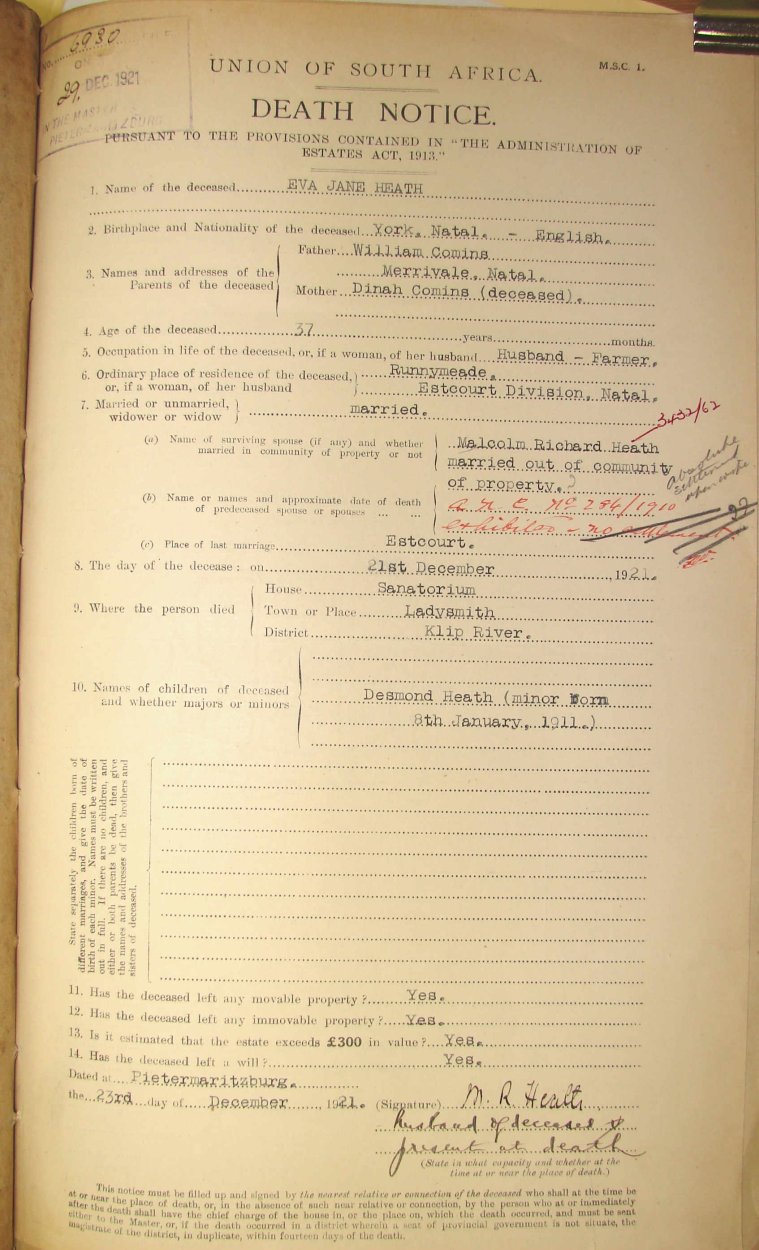 No. 6930
29. DEC. 1921
IN THE MASTER'S
PIETERMARITZBURG
UNION OF SOUTH AFRICA.
M.S.C. 1.
DEATH NOTICE.
PURSUANT TO THE PROVISIONS CONTAINED IN "THE ADMINISTRATION OF
ESTATES ACT, 1913."
1. Name of the deceased EVA JANE HEATH
2. Birthplace and Nationality of the deceased York, Natal. - English.
3. Names and addresses of the Parents of the deceased
Father William Comins
Merrivale, Natal.
Mother Dinah Comins (deceased).
4. Age of the deceased 37 years months.
5. Occupation in life of the deceased, or, if a woman, of her husband Husband - Farmer.
6. Ordinary place of residence of the deceased, Runnymeade,
or, if a woman, of her husband Estcourt Division, Natal.
7. Married or unmarried, widower or widow married.
3432/62
(a) Name of surviving spouse (if any) and whether Malcolm Richard Heath
married in community of property or not married out of community
of property.
(b) Name or names and approximate date of death A N C No 284/1910
of predeceased spouse or spouses ... ... exhibited - no settlement
(c) Place of last marriage Estcourt.
8. The day of the decease: on 21st December, 1921.
9. Where the person died
House Sanatorium
Town or Place Ladysmith
District Klip River.
10. Names of children of deceased Desmond Heath (minor born
and whether majors or minors 8th January, 1911.)
State separately the children born of
different marriages, and give the date of
birth of each minor. Names must be written
out in full. If there are no children, and
either or both parents be dead, then give
the names and addresses of the brothers and
sisters of deceased.
11. Has the deceased left any movable property? Yes.
12. Has the deceased left any immovable property? Yes.
13. Is it estimated that the estate exceeds £300 in value? Yes.
14. Has the deceased left a will? Yes.
Dated at Pietermaritzburg.
the 23rd day of December, 1921. (Signature) M. R Heath
husband of deceased &
present at death
(State in what capacity and whether at the
time at or near the place of death.)
This notice must be filled up and signed by the nearest relative or connection of the deceased who shall at the time be
at or near the place of death, or, in the absence of such near relative or connection, by the person who at or immediately
after the death shall have the chief charge of the house in, or the place on, which the death occurred, and must be sent
either to the Master, or, if the death occurred in a district wherein a seat of provincial government is not situate, the
magistrate of the district, in duplicate, within fourteen days of the death.